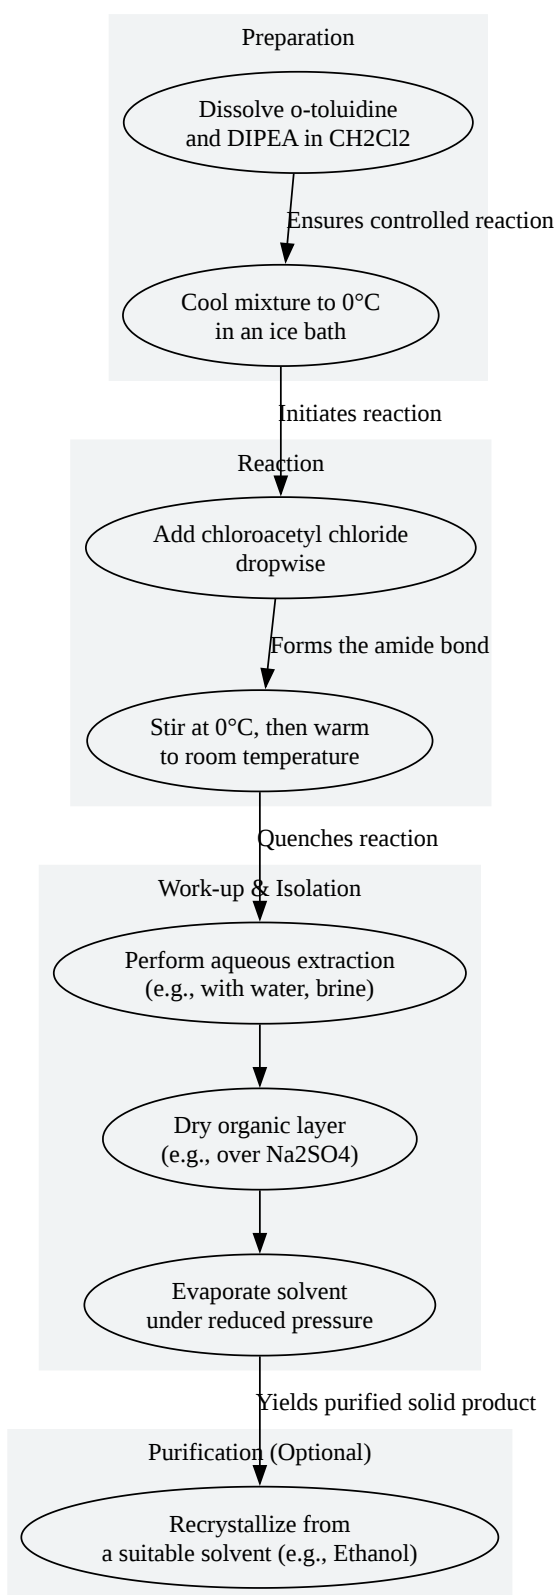 Preparation
Dissolve o-toluidine
and DIPEA in CH2Cl2
Ensures controlled reaction
Cool mixture to 0°C
in an ice bath
Initiates reaction
Reaction
Add chloroacetyl chloride
dropwise
Forms the amide bond
Stir at 0°C, then warm
to room temperature
Quenches reaction
Work-up & Isolation
Perform aqueous extraction
(e.g., with water, brine)
Dry organic layer
(e.g., over Na2SO4)
Evaporate solvent
under reduced pressure
Yields purified solid product
Purification (Optional)
Recrystallize from
a suitable solvent (e.g., Ethanol)